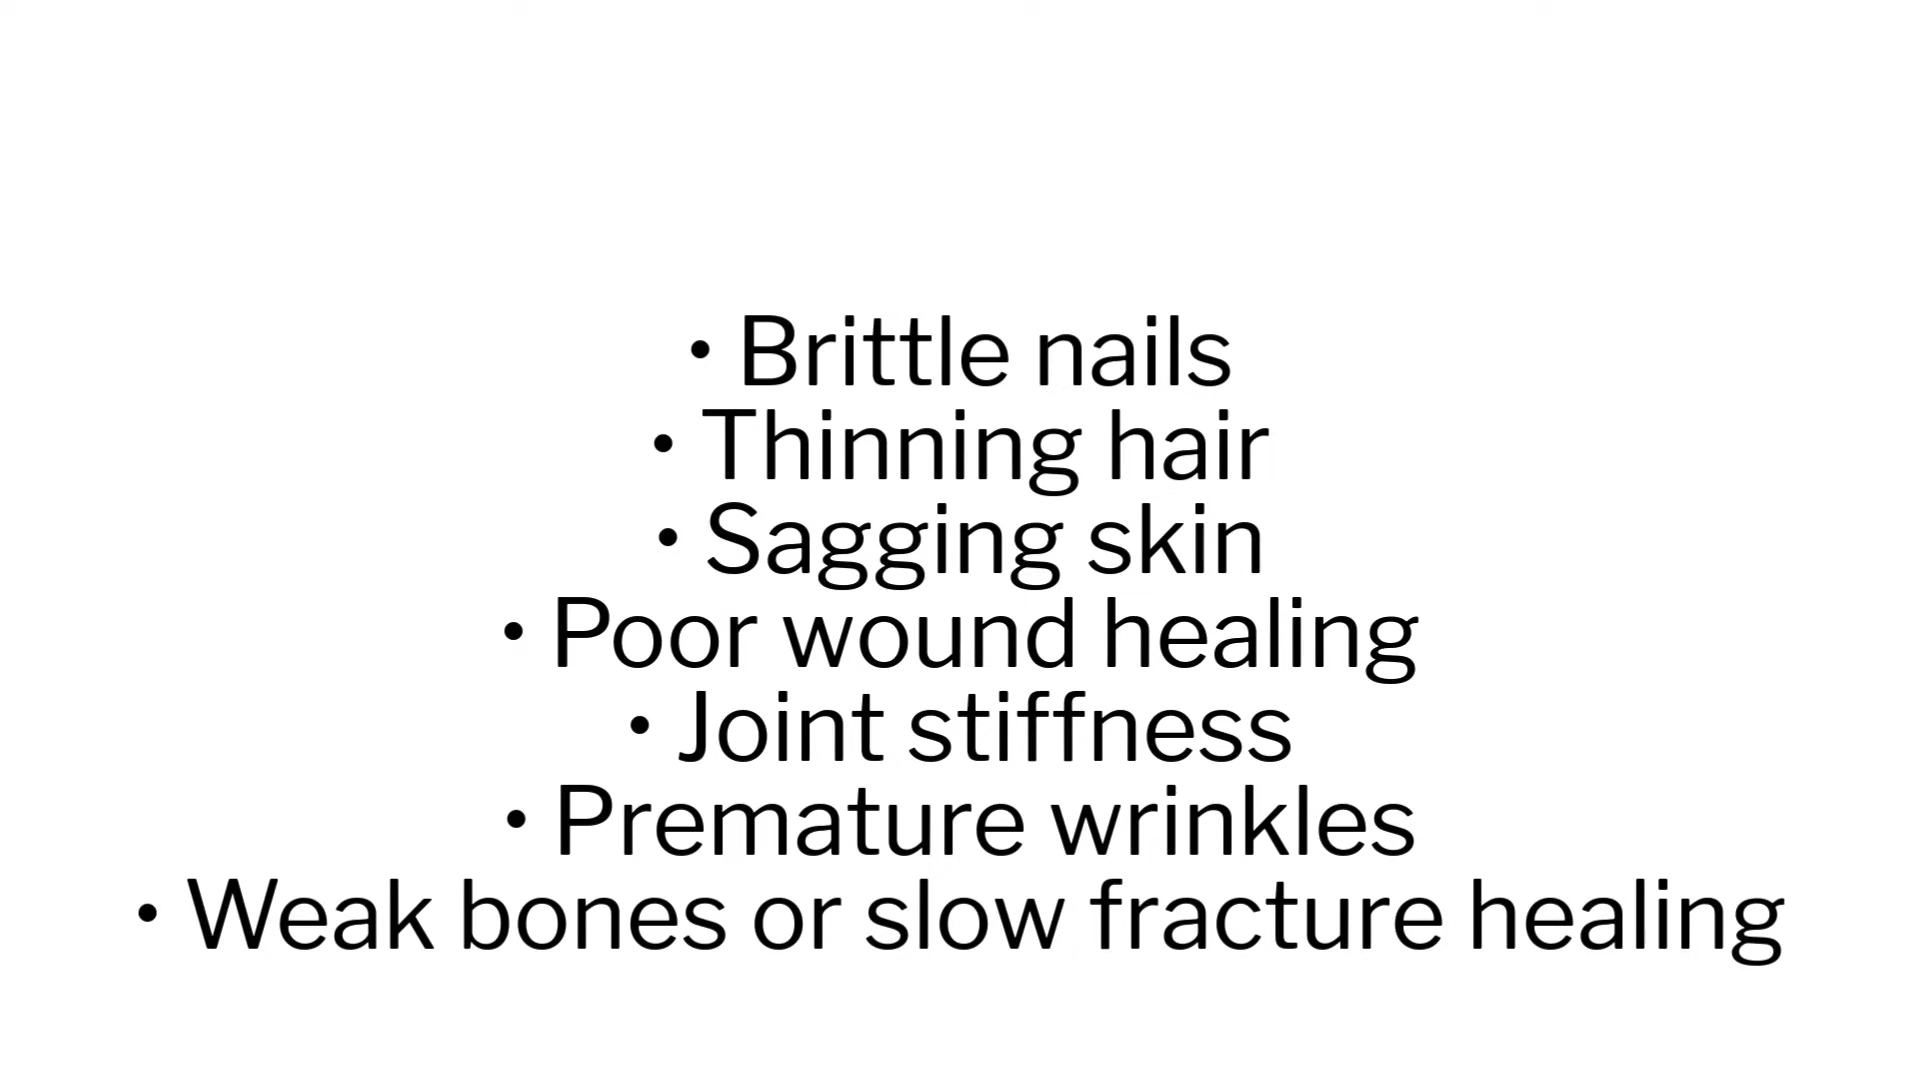 • Brittle nails
• Thinning hair
• Sagging skin
• Poor wound healing
• Joint stiffness
• Premature wrinkles
• Weak bones or slow fracture healing